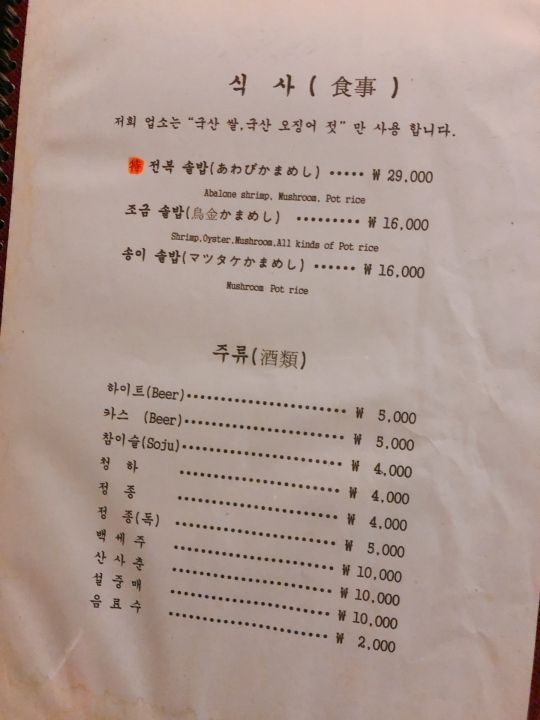 식 사 ( 食事 )
저희 업소는 "국산 쌀,국산 오징어 젓" 만 사용 합니다.
特 전복 솥밥(あわびかまめし) ····· ₩ 29,000
Abalone shrimp, Mushroom, Pot rice
조금 솥밥(鳥金かまめし) ········· ₩ 16,000
Shrimp,Oyster,Mushroom,All kinds of Pot rice
송이 솥밥(マツタケかまめし) ······ ₩ 16,000
Mushroom Pot rice
주류(酒類)
하이트(Beer)························ ₩ 5,000
카스 (Beer)························ ₩ 5,000
참이슬(Soju)························ ₩ 4,000
청 하 ························ ₩ 4,000
정 종 ························ ₩ 4,000
정 종(독) ························ ₩ 5,000
백 세 주 ························ ₩ 10,000
산 사 춘 ························ ₩ 10,000
설 중 매 ························ ₩ 10,000
음 료 수 ························ ₩ 2,000